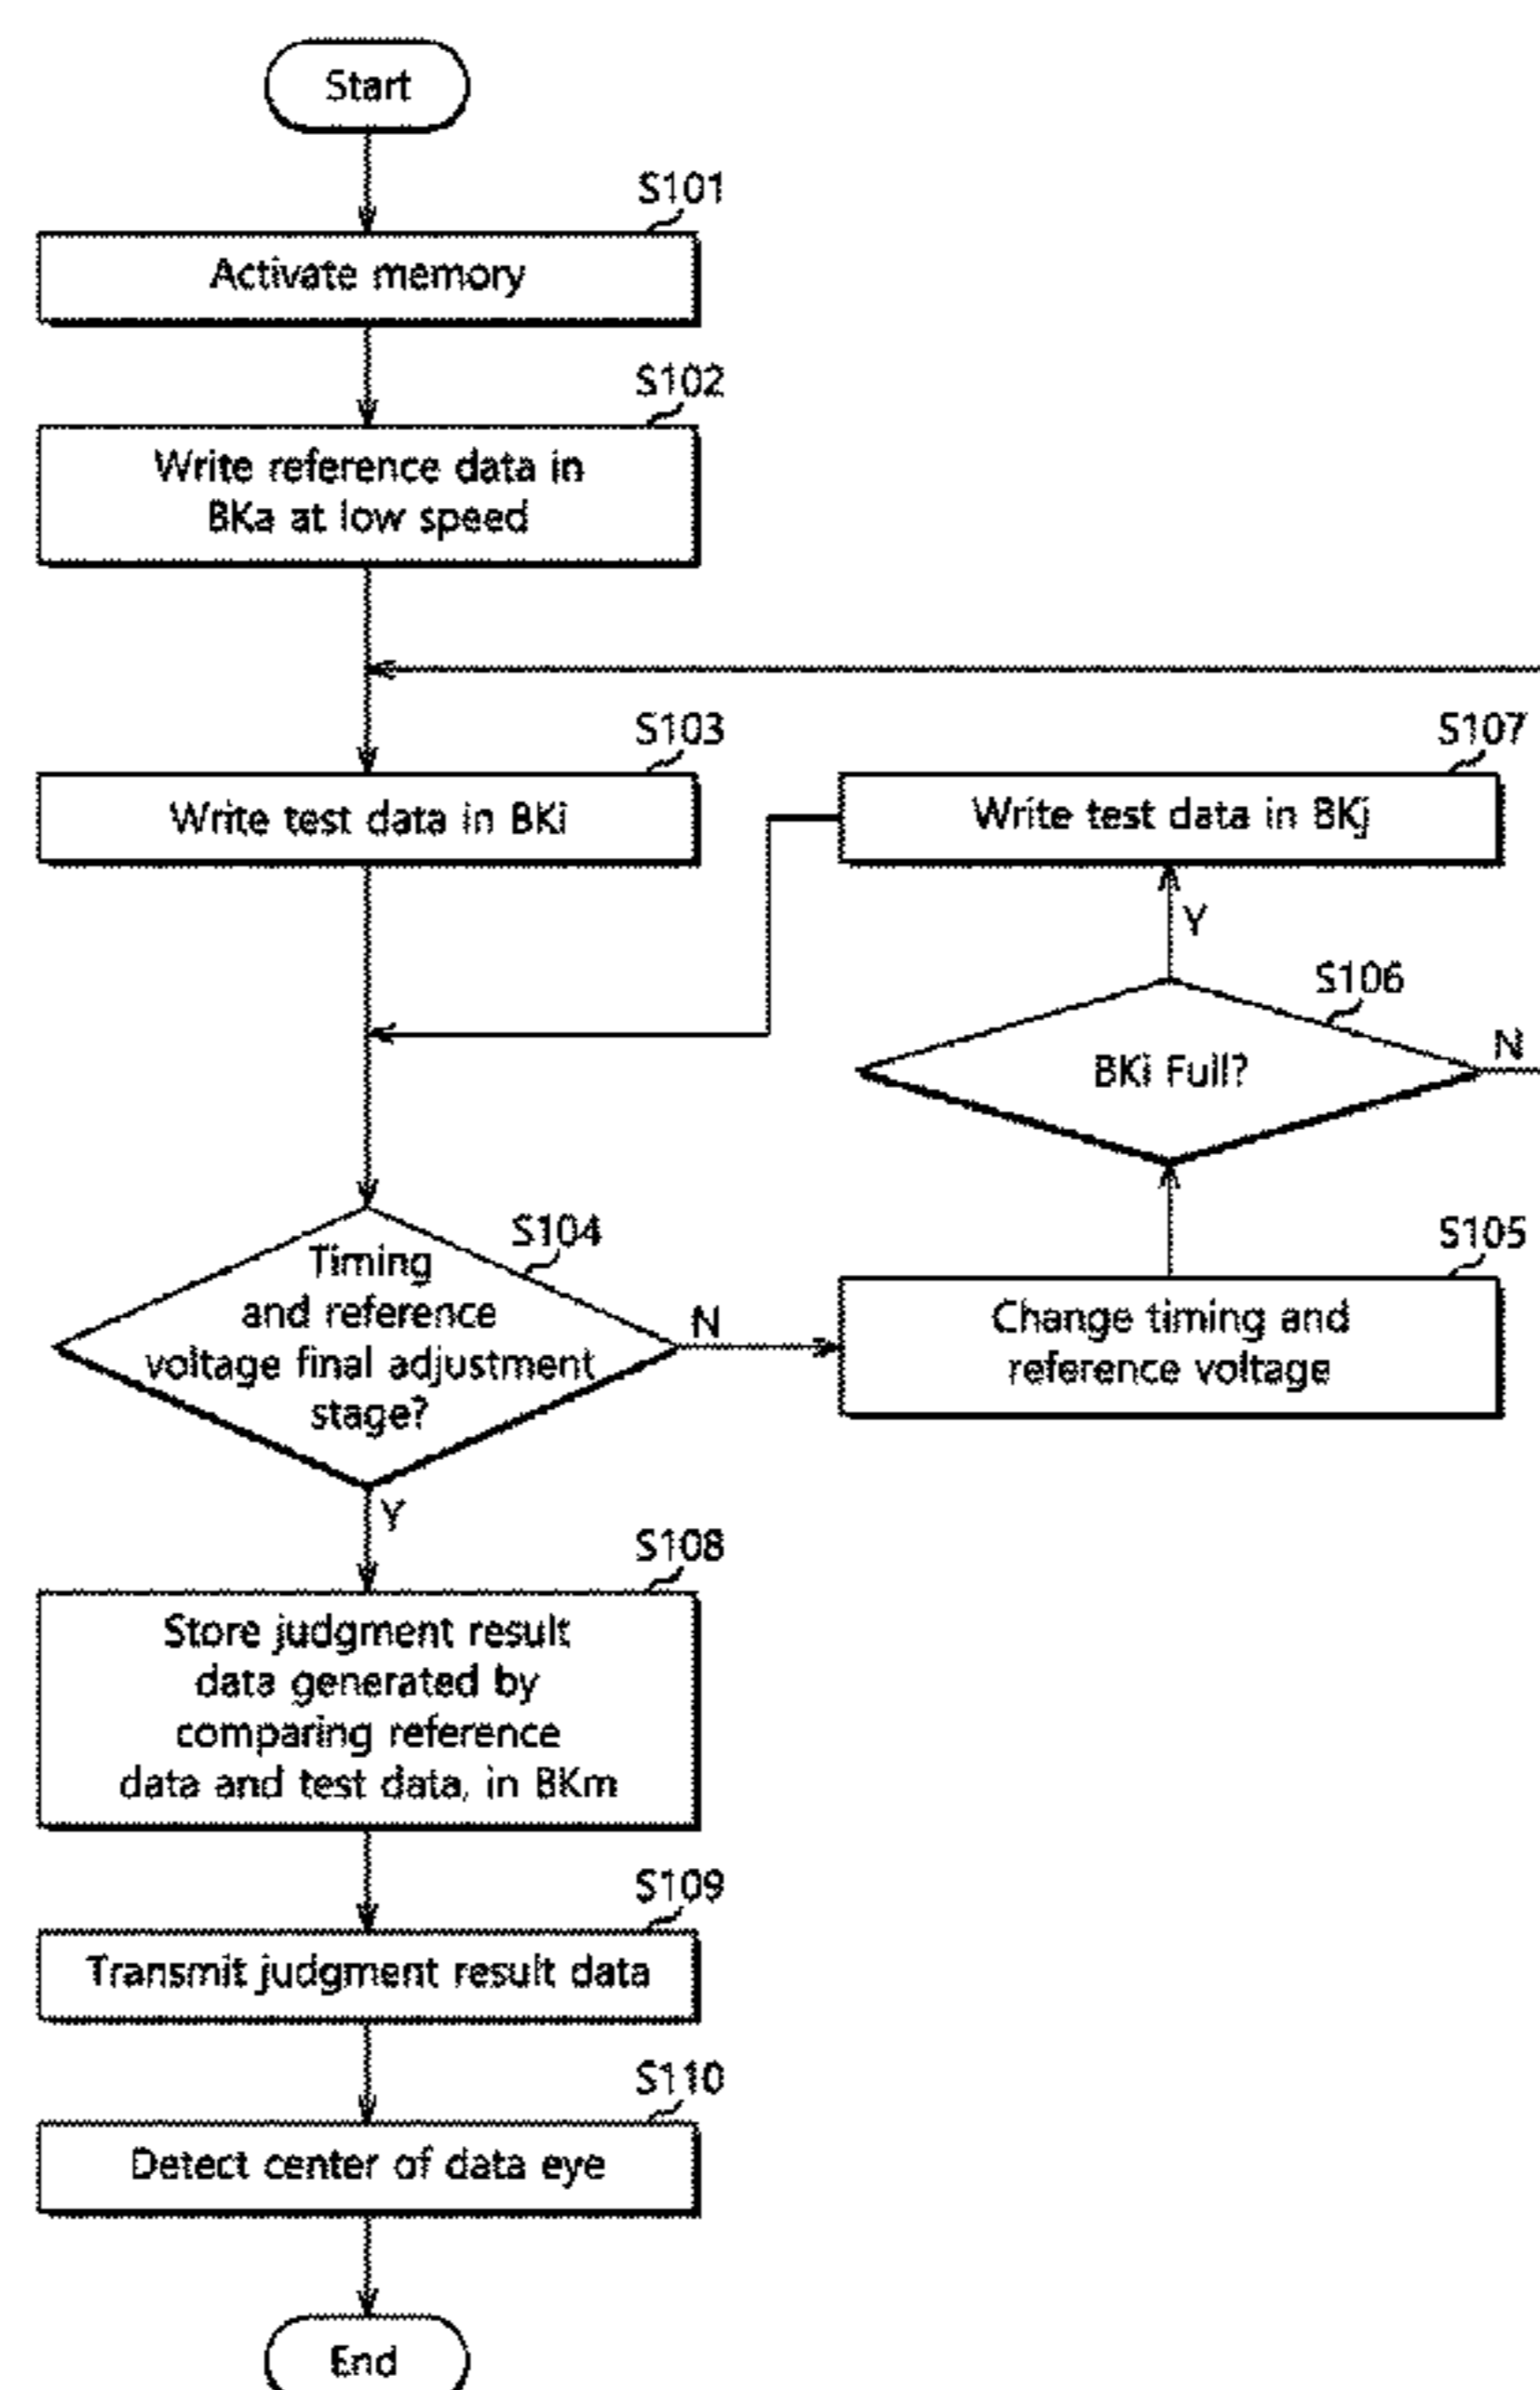 Start
S101
Activate memory
S102
Write reference data in
BKa at low speed
S103
Write test data in BKi
S107
Write test data in BKj
Y
S106
BKi Full?
N
S104
Timing
and reference
voltage final adjustment
stage?
N
S105
Change timing and
reference voltage
Y
S108
Store judgment result
data generated by
comparing reference
data and test data, in BKm
S109
Transmit judgment result data
S110
Detect center of data eye
End